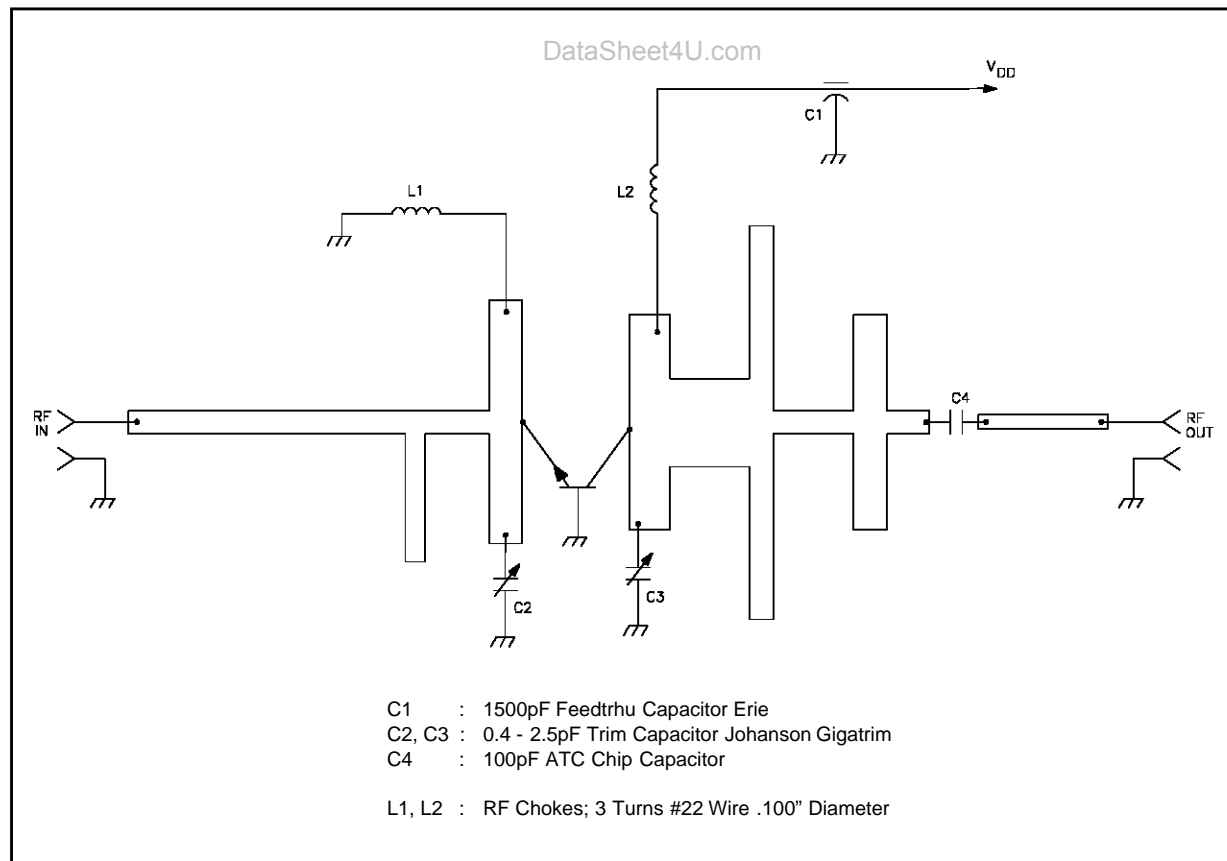 DataSheet4U.com
V_DD
C1
L1
L2
RF
IN
C4
RF
OUT
C2
C3
C1 : 1500pF Feedtrhu Capacitor Erie
C2, C3 : 0.4 - 2.5pF Trim Capacitor Johanson Gigatrim
C4 : 100pF ATC Chip Capacitor
L1, L2 : RF Chokes; 3 Turns #22 Wire .100” Diameter